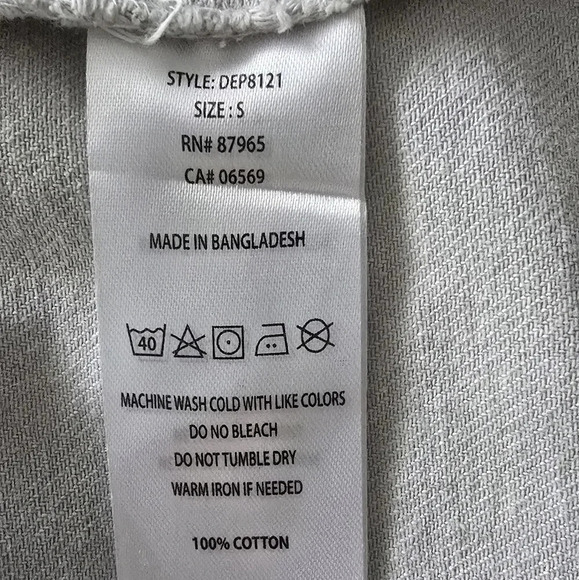 STYLE: DEP8121
SIZE : S
RN# 87965
CA# 06569
MADE IN BANGLADESH
40
MACHINE WASH COLD WITH LIKE COLORS
DO NO BLEACH
DO NOT TUMBLE DRY
WARM IRON IF NEEDED
100% COTTON